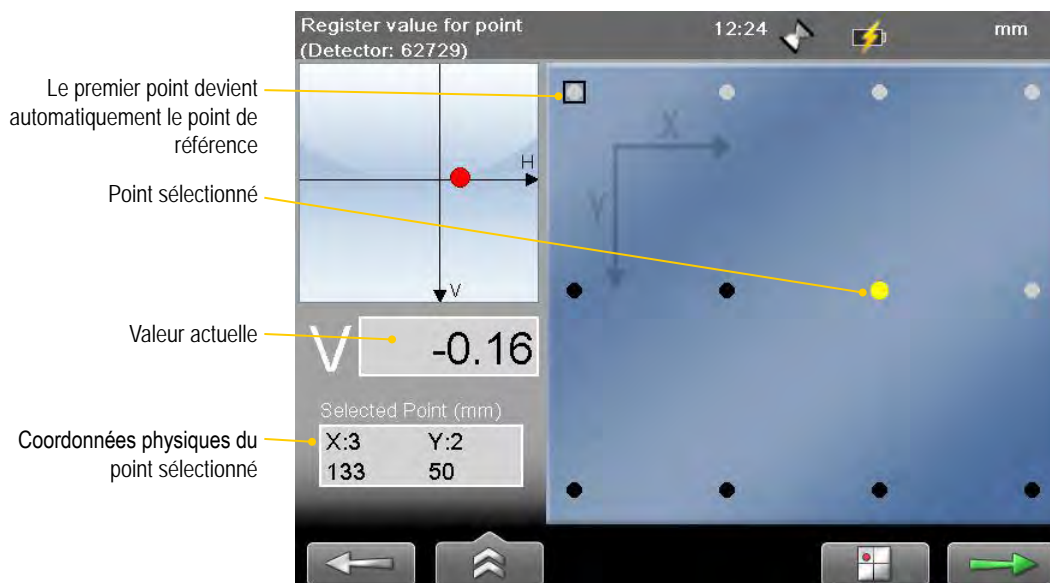 Register value for point
(Detector: 62729)
12:24
mm
Le premier point devient
automatiquement le point de
référence
Point sélectionné
Valeur actuelle
Coordonnées physiques du
point sélectionné
H
V
V
-0.16
Selected Point (mm)
X:3 Y:2
133 50
X
Y